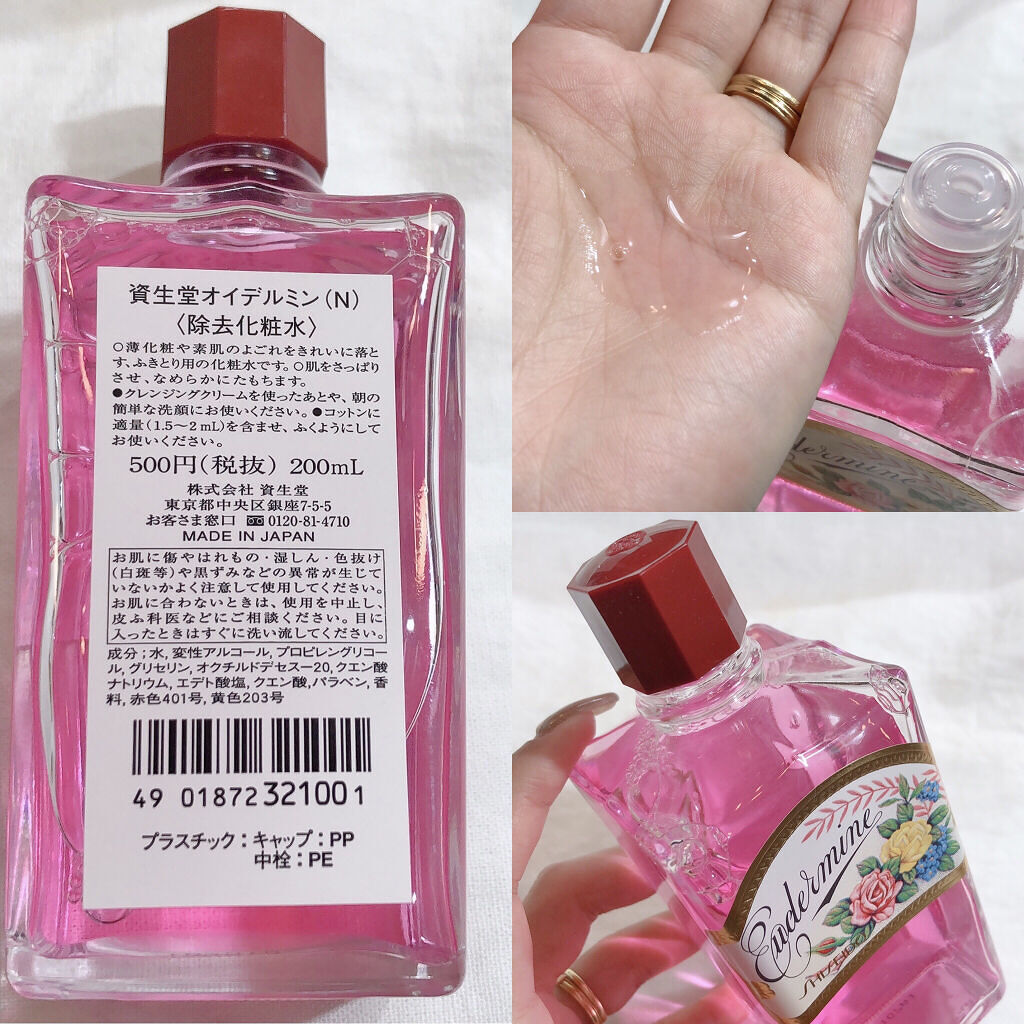 資生堂オイデルミン(N)
〈除去化粧水〉
○薄化粧や素肌のよごれをきれいに落と
す、ふきとり用の化粧水です。○肌をさっぱり
させ、なめらかにたもちます。
●クレンジングクリームを使ったあとや、朝の
簡単な洗顔にお使いください。●コットンに
適量(1.5〜2mL)を含ませ、ふくようにして
お使いください。
500円(税抜) 200mL
株式会社 資生堂
東京都中央区銀座7-5-5
お客さま窓口 0120-81-4710
MADE IN JAPAN
お肌に傷やはれもの・湿しん・色抜け
(白斑等)や黒ずみなどの異常が生じて
いないかよく注意して使用してください。
お肌に合わないときは、使用を中止し、
皮ふ科医などにご相談ください。目に
入ったときはすぐに洗い流してください。
成分;水,変性アルコール,プロピレングリコー
ル,グリセリン,オクチルドデセス-20,クエン酸
ナトリウム,エデト酸塩,クエン酸,パラベン,香
料,赤色401号,黄色203号
49 01872 321001
プラスチック:キャップ:PP
中栓:PE
Eudermine
Eudermine
SHISEIDO